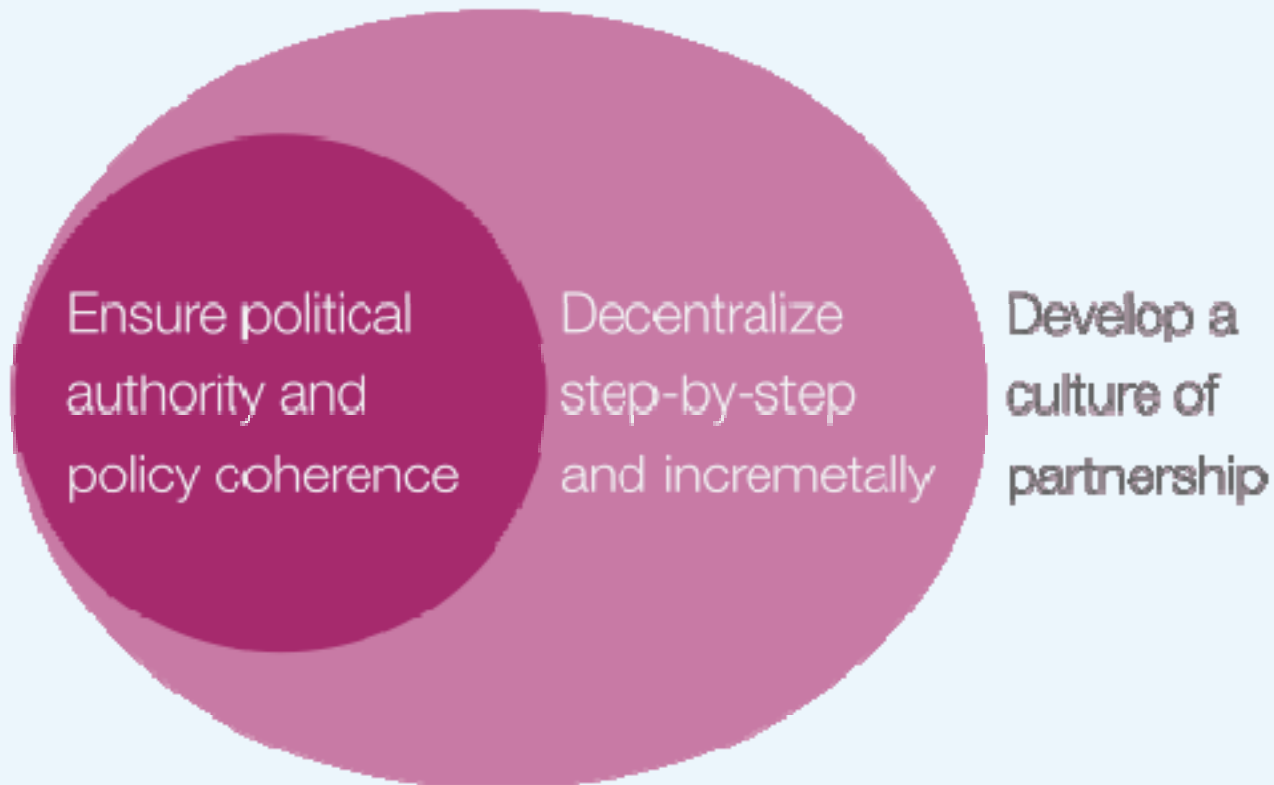 Ensure political
authority and
policy coherence
Decentralize
step-by-step
and incremetally
Develop a
culture of
partnership